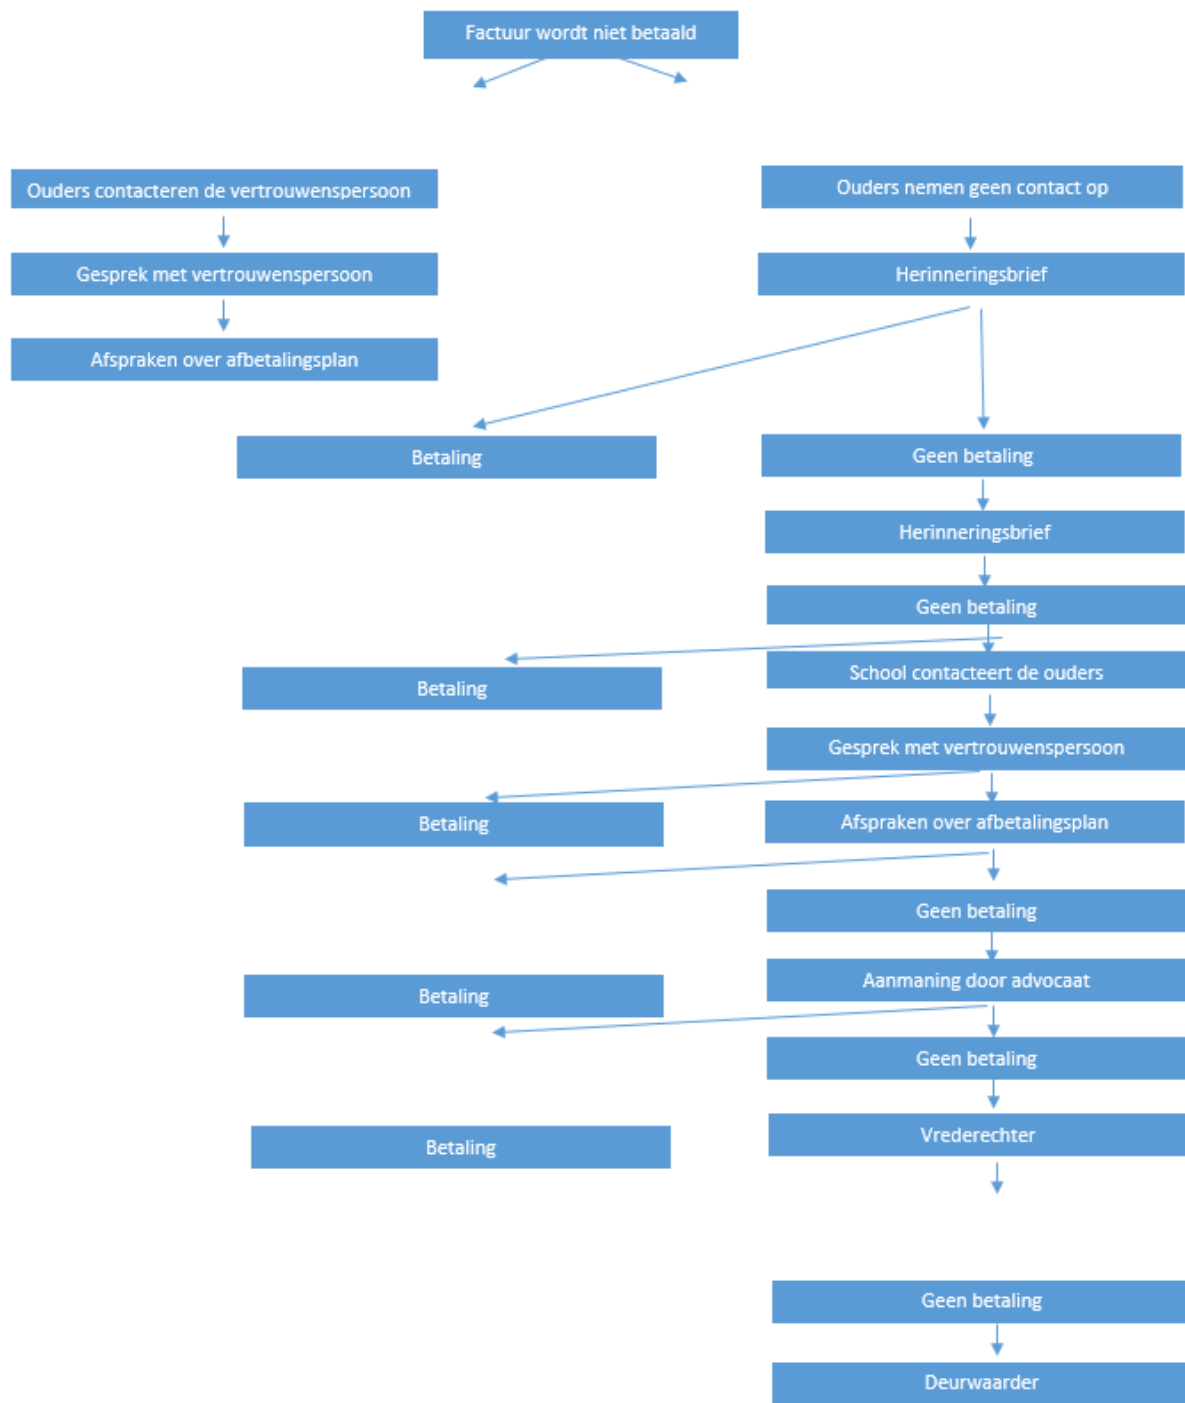 Factuur wordt niet betaald
Ouders contacteren de vertrouwenspersoon
Ouders nemen geen contact op
Gesprek met vertrouwenspersoon
Herinneringsbrief
Afspraken over afbetalingsplan
Betaling
Geen betaling
Herinneringsbrief
Geen betaling
Betaling
School contacteert de ouders
Gesprek met vertrouwenspersoon
Betaling
Afspraken over afbetalingsplan
Geen betaling
Betaling
Aanmaning door advocaat
Geen betaling
Betaling
Vrederechter
Geen betaling
Deurwaarder